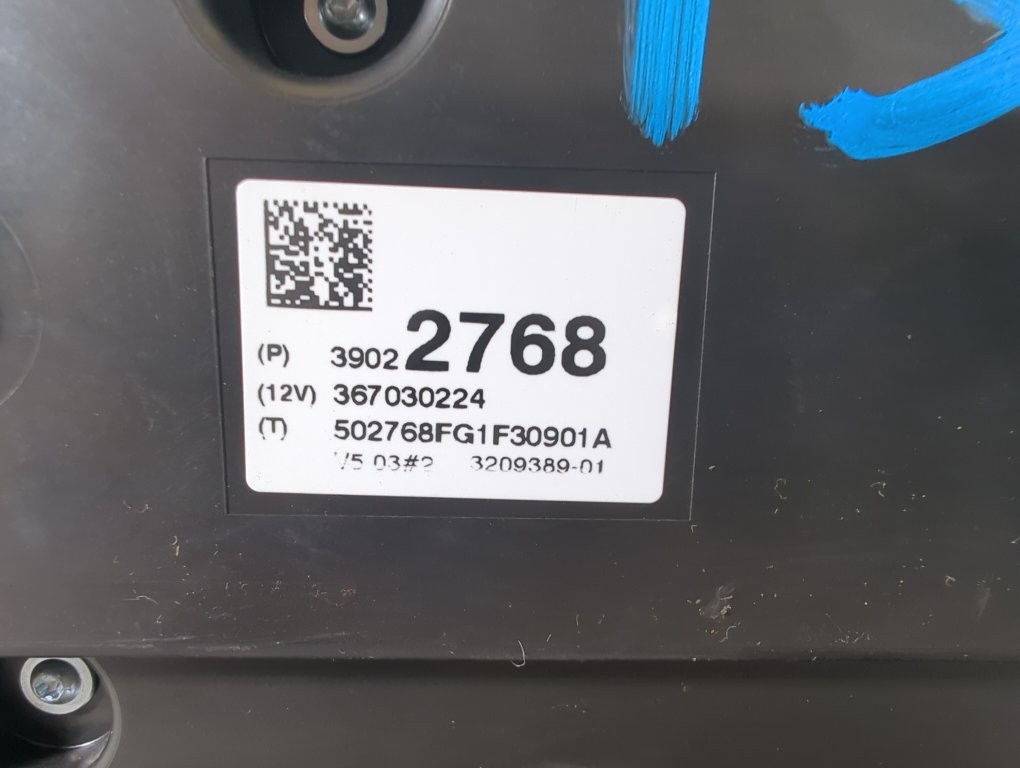 (P) 3902 2768
(12V) 367030224
(T) 502768FG1F30901A
V5 03#2 3209389-01